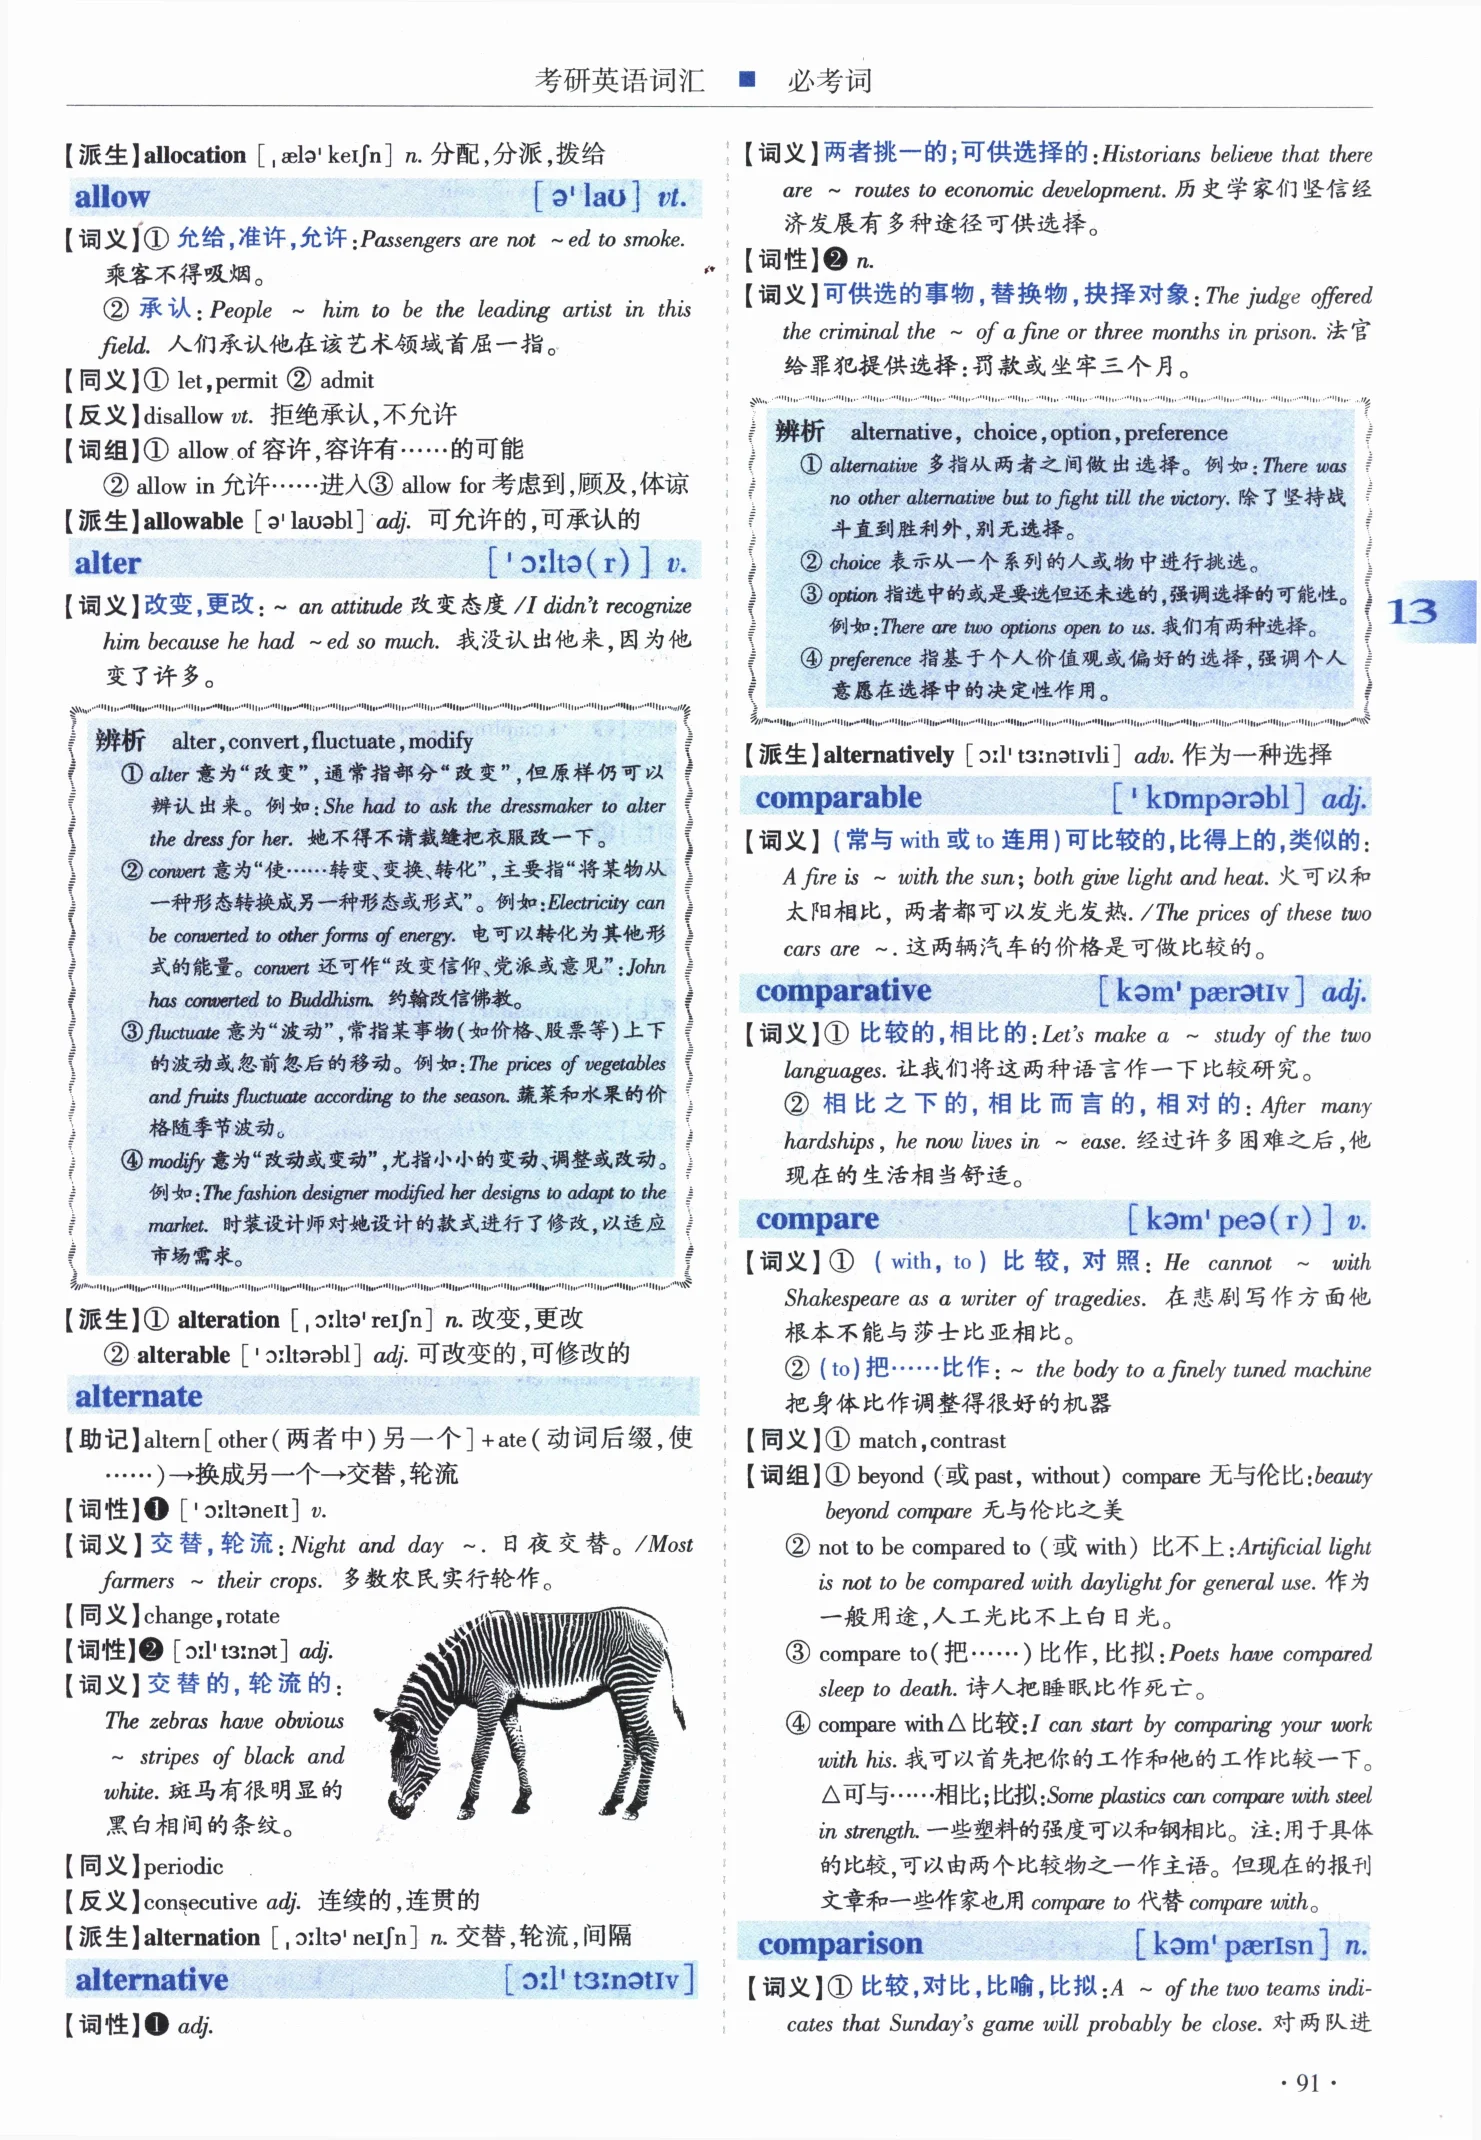 考研英语词汇 ■ 必考词
【派生】allocation [ˌælə'keɪʃn] n. 分配,分派,拨给
allow [ə'laʊ] vt.
【词义】① 允给,准许,允许:Passengers are not ~ed to smoke.
乘客不得吸烟。
② 承认: People ~ him to be the leading artist in this
field. 人们承认他在该艺术领域首屈一指。
【同义】① let,permit ② admit
【反义】disallow vt. 拒绝承认,不允许
【词组】① allow of 容许,容许有……的可能
② allow in 允许……进入③ allow for 考虑到,顾及,体谅
【派生】allowable [ə'laʊəbl] adj. 可允许的,可承认的
alter ['ɔːltə(r)] v.
【词义】改变,更改: ~ an attitude 改变态度 /I didn't recognize
him because he had ~ed so much. 我没认出他来,因为他
变了许多。
辨析 alter,convert,fluctuate,modify
① alter 意为“改变”,通常指部分“改变”,但原样仍可以
辨认出来。例如:She had to ask the dressmaker to alter
the dress for her. 她不得不请裁缝把衣服改一下。
② convert 意为“使……转变、变换、转化”,主要指“将某物从
一种形态转换成另一种形态或形式”。例如:Electricity can
be converted to other forms of energy. 电可以转化为其他形
式的能量。convert 还可作“改变信仰、党派或意见”:John
has converted to Buddhism. 约翰改信佛教。
③ fluctuate 意为“波动”,常指某事物(如价格、股票等)上下
的波动或忽前忽后的移动。例如:The prices of vegetables
and fruits fluctuate according to the season. 蔬菜和水果的价
格随季节波动。
④ modify 意为“改动或变动”,尤指小小的变动、调整或改动。
例如:The fashion designer modified her designs to adapt to the
market. 时装设计师对她设计的款式进行了修改,以适应
市场需求。
【派生】① alteration [ˌɔːltə'reɪʃn] n. 改变,更改
② alterable ['ɔːltərəbl] adj. 可改变的,可修改的
alternate
【助记】altern[other(两者中)另一个]+ate(动词后缀,使
……)→换成另一个→交替,轮流
【词性】❶ ['ɔːltəneɪt] v.
【词义】交替,轮流: Night and day ~. 日夜交替。/Most
farmers ~ their crops. 多数农民实行轮作。
【同义】change,rotate
【词性】❷ [ɔːl'tɜːnət] adj.
【词义】交替的,轮流的:
The zebras have obvious
~ stripes of black and
white. 斑马有很明显的
黑白相间的条纹。
【同义】periodic
【反义】consecutive adj. 连续的,连贯的
【派生】alternation [ˌɔːltə'neɪʃn] n. 交替,轮流,间隔
alternative [ɔːl'tɜːnətɪv]
【词性】❶ adj.
【词义】两者挑一的;可供选择的:Historians believe that there
are ~ routes to economic development. 历史学家们坚信经
济发展有多种途径可供选择。
【词性】❷ n.
【词义】可供选的事物,替换物,抉择对象:The judge offered
the criminal the ~ of a fine or three months in prison. 法官
给罪犯提供选择:罚款或坐牢三个月。
辨析 alternative, choice,option,preference
① alternative 多指从两者之间做出选择。例如:There was
no other alternative but to fight till the victory. 除了坚持战
斗直到胜利外,别无选择。
② choice 表示从一个系列的人或物中进行挑选。
③ option 指选中的或是要选但还未选的,强调选择的可能性。
例如:There are two options open to us. 我们有两种选择。
④ preference 指基于个人价值观或偏好的选择,强调个人
意愿在选择中的决定性作用。
【派生】alternatively [ɔːl'tɜːnətɪvli] adv. 作为一种选择
comparable ['kɒmpərəbl] adj.
【词义】(常与 with 或 to 连用)可比较的,比得上的,类似的:
A fire is ~ with the sun; both give light and heat. 火可以和
太阳相比, 两者都可以发光发热. /The prices of these two
cars are ~. 这两辆汽车的价格是可做比较的。
comparative [kəm'pærətɪv] adj.
【词义】① 比较的,相比的:Let's make a ~ study of the two
languages. 让我们将这两种语言作一下比较研究。
② 相比之下的,相比而言的,相对的: After many
hardships, he now lives in ~ ease. 经过许多困难之后,他
现在的生活相当舒适。
compare [kəm'peə(r)] v.
【词义】① (with, to) 比较, 对照: He cannot ~ with
Shakespeare as a writer of tragedies. 在悲剧写作方面他
根本不能与莎士比亚相比。
② (to)把……比作: ~ the body to a finely tuned machine
把身体比作调整得很好的机器
【同义】① match,contrast
【词组】① beyond (或 past, without) compare 无与伦比:beauty
beyond compare 无与伦比之美
② not to be compared to (或 with) 比不上:Artificial light
is not to be compared with daylight for general use. 作为
一般用途,人工光比不上白日光。
③ compare to(把……)比作,比拟:Poets have compared
sleep to death. 诗人把睡眠比作死亡。
④ compare with△比较:I can start by comparing your work
with his. 我可以首先把你的工作和他的工作比较一下。
△可与……相比;比拟:Some plastics can compare with steel
in strength. 一些塑料的强度可以和钢相比。注:用于具体
的比较,可以由两个比较物之一作主语。但现在的报刊
文章和一些作家也用 compare to 代替 compare with。
comparison [kəm'pærɪsn] n.
【词义】① 比较,对比,比喻,比拟:A ~ of the two teams indi-
cates that Sunday's game will probably be close. 对两队进
13
·91·